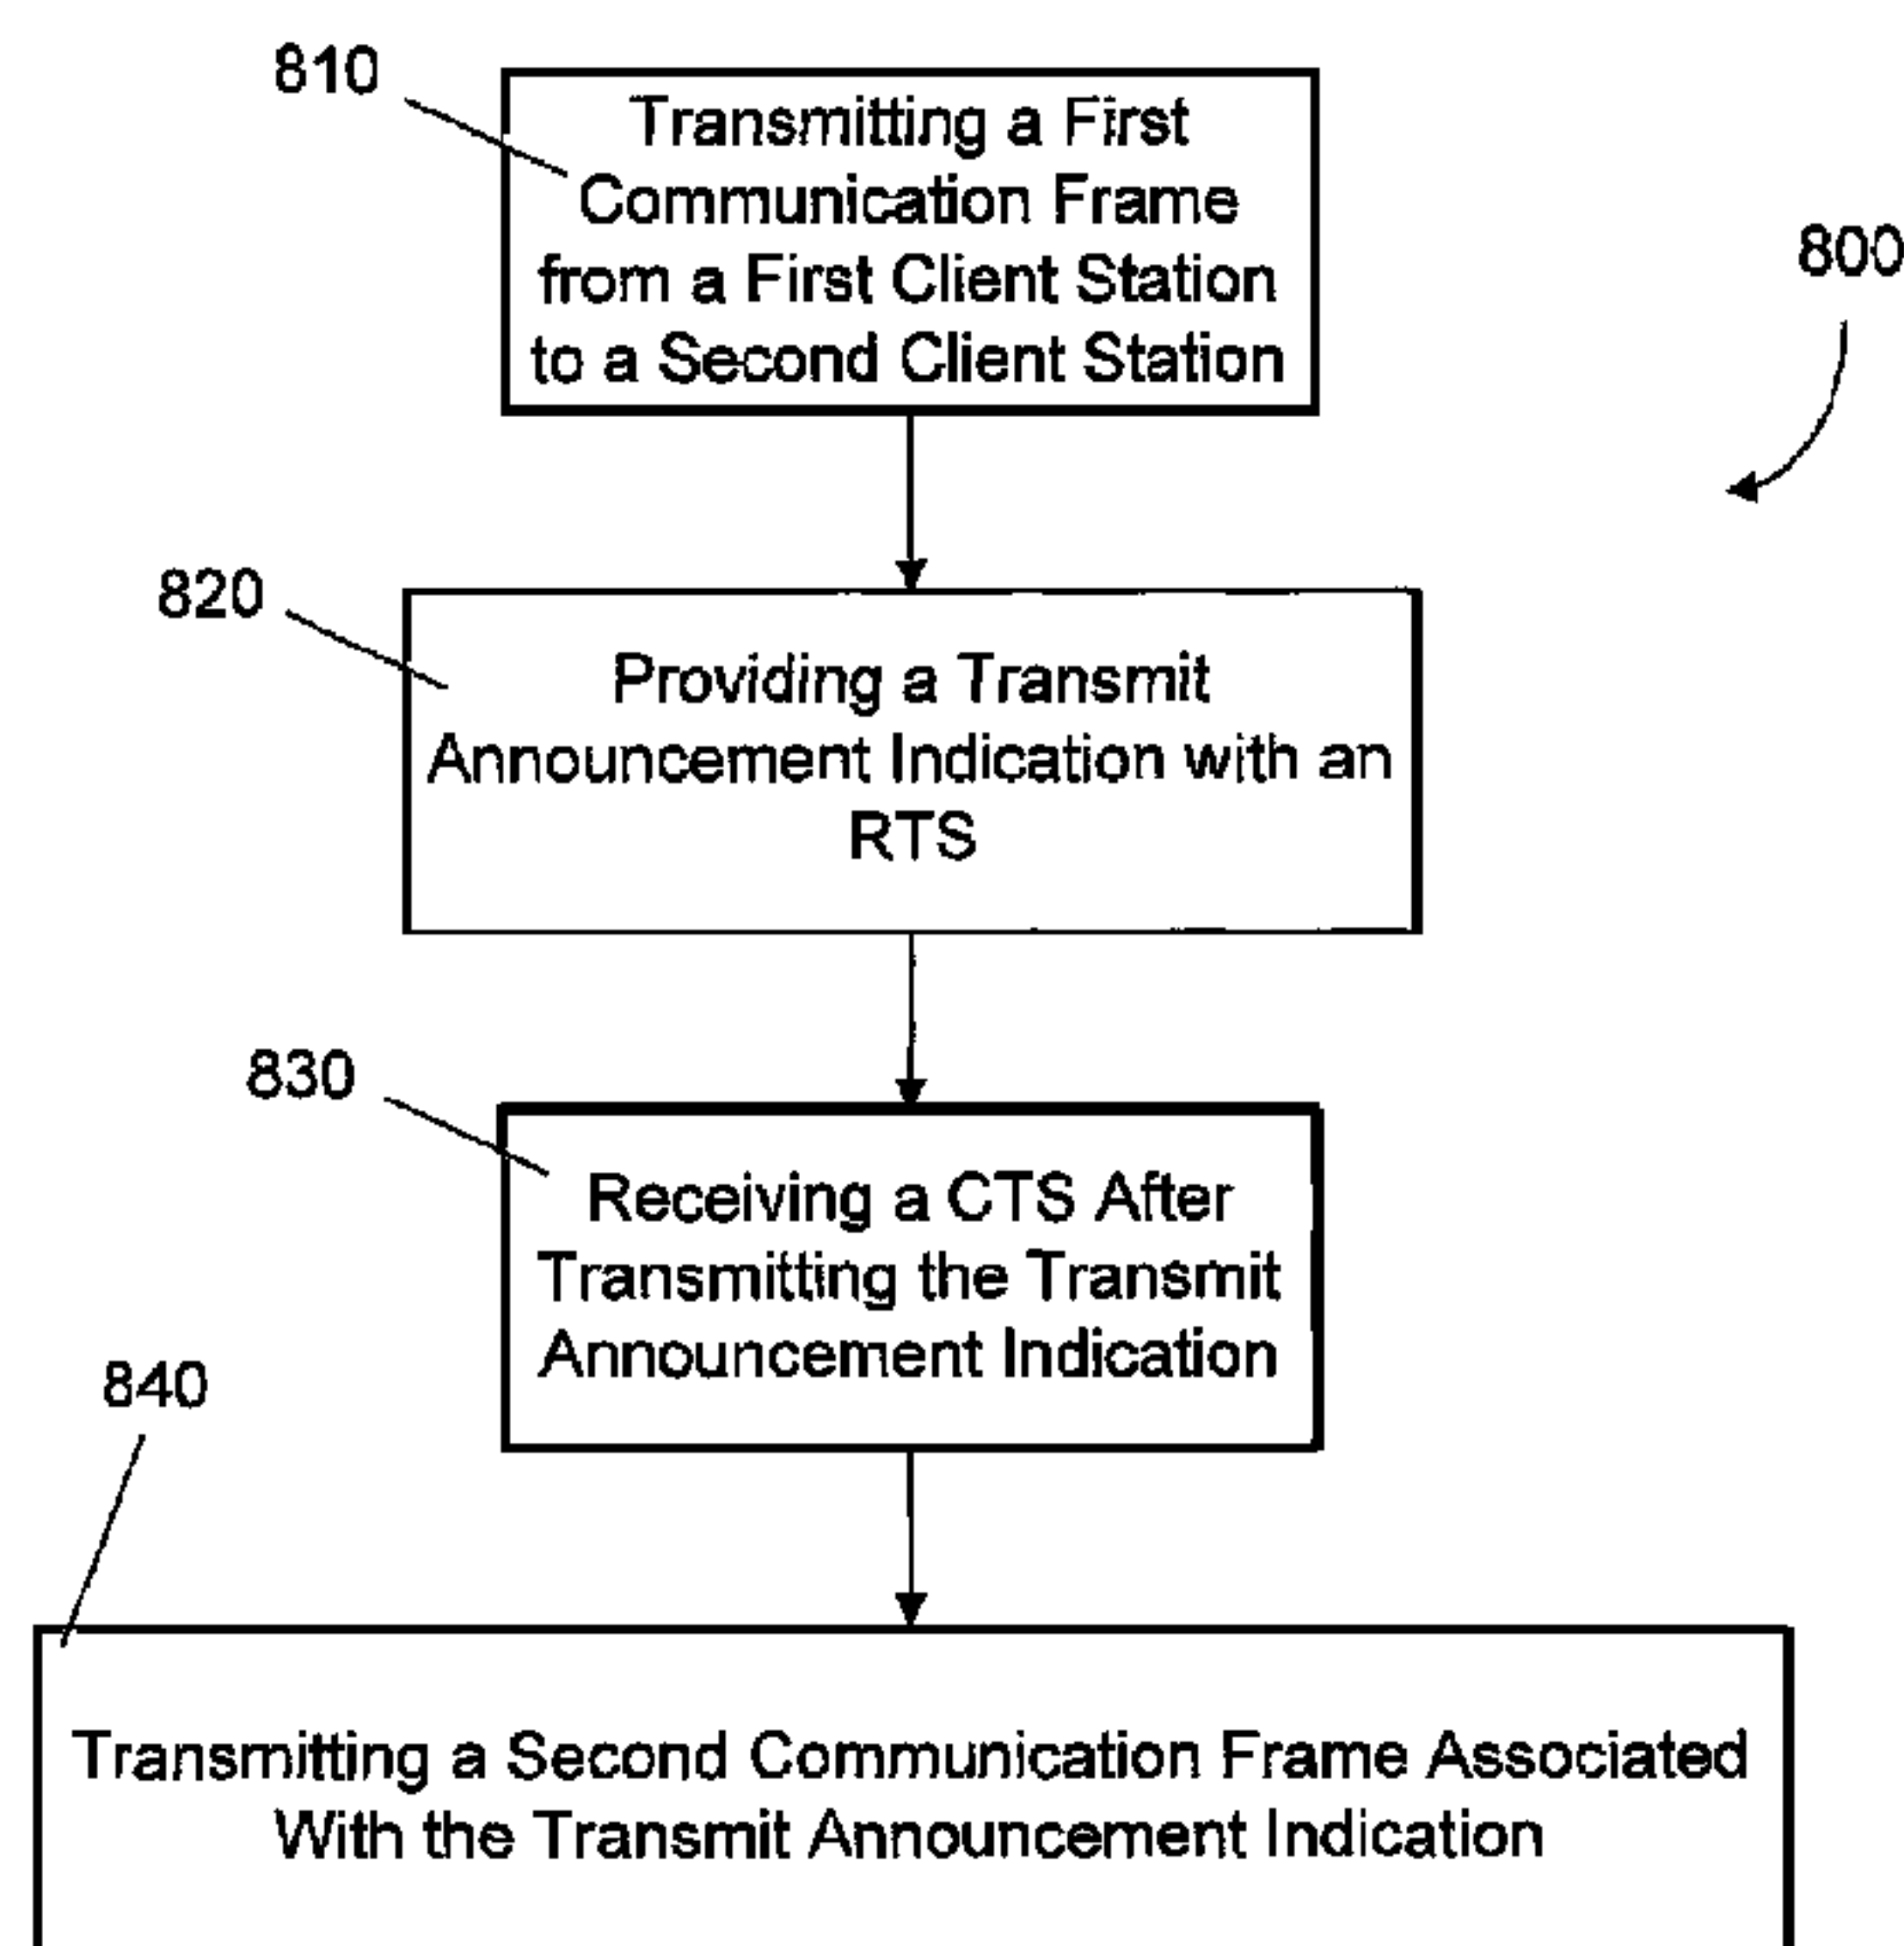 810
Transmitting a First
Communication Frame
from a First Client Station
to a Second Client Station
800
820
Providing a Transmit
Announcement Indication with an
RTS
830
Receiving a CTS After
Transmitting the Transmit
Announcement Indication
840
Transmitting a Second Communication Frame Associated
With the Transmit Announcement Indication